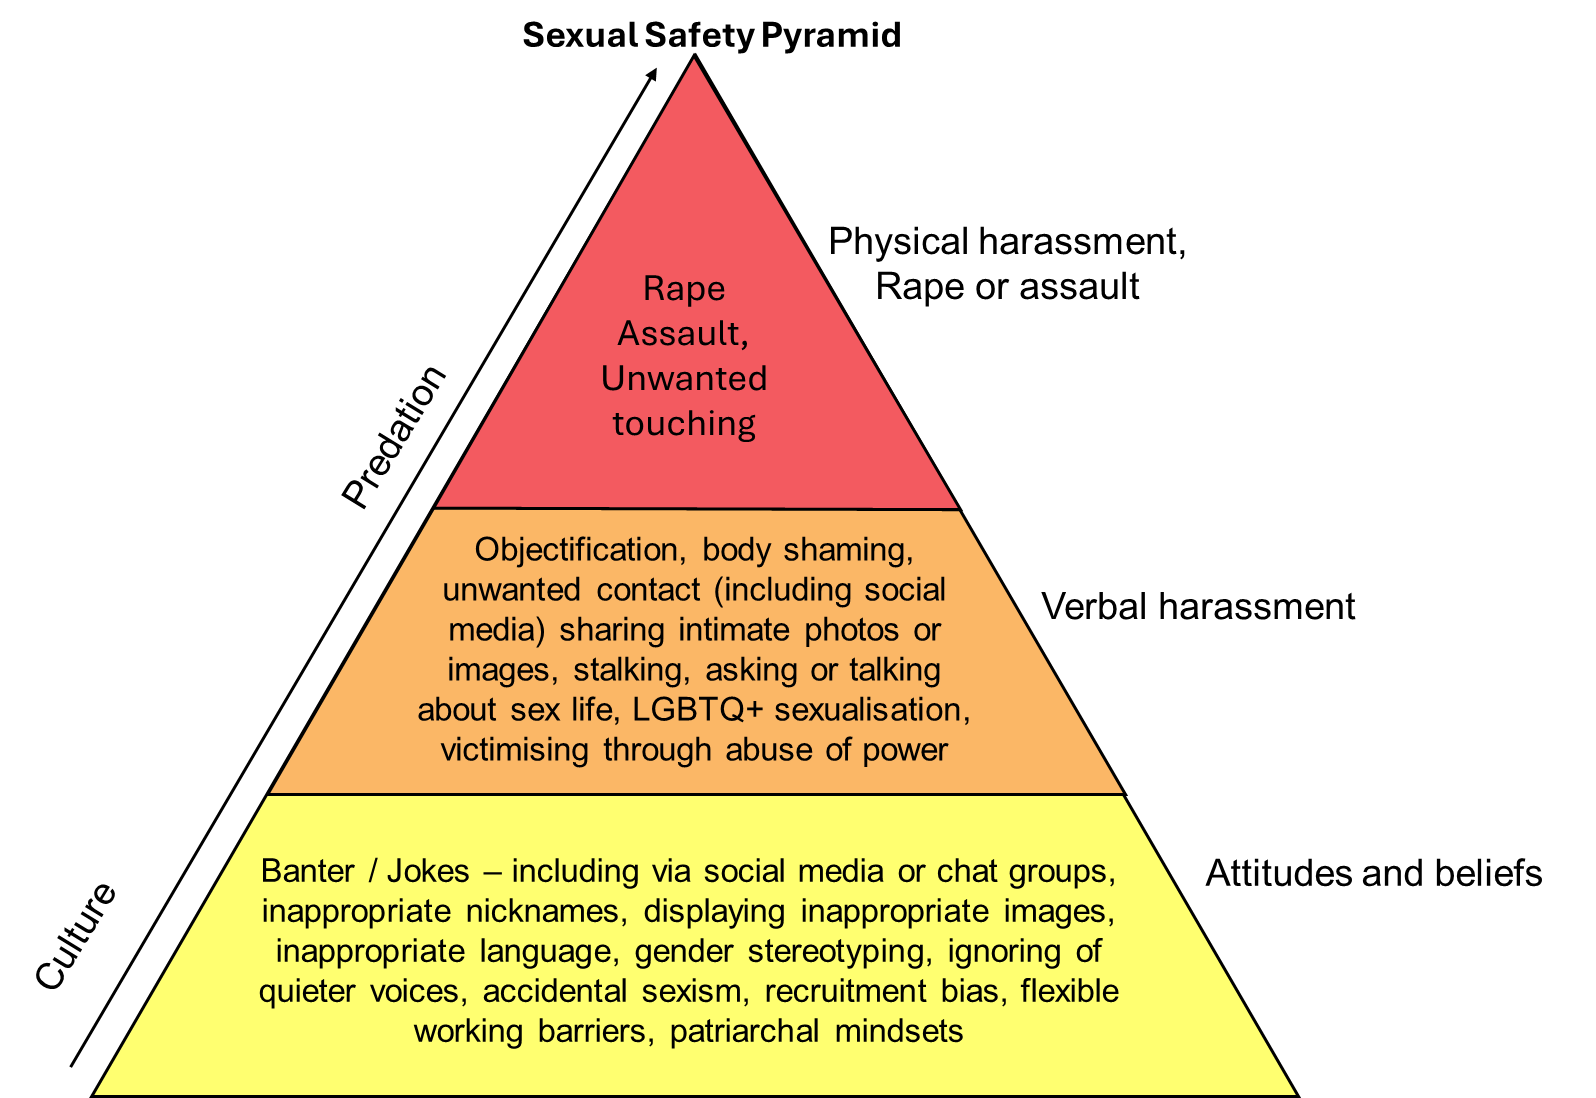 Sexual Safety Pyramid
Physical harassment,
Rape or assault
Rape
Assault,
Unwanted
touching
Predation
Objectification, body shaming,
unwanted contact (including social
media) sharing intimate photos or
images, stalking, asking or talking
about sex life, LGBTQ+ sexualisation,
victimising through abuse of power
Verbal harassment
Banter / Jokes – including via social media or chat groups,
inappropriate nicknames, displaying inappropriate images,
inappropriate language, gender stereotyping, ignoring of
quieter voices, accidental sexism, recruitment bias, flexible
working barriers, patriarchal mindsets
Attitudes and beliefs
Culture